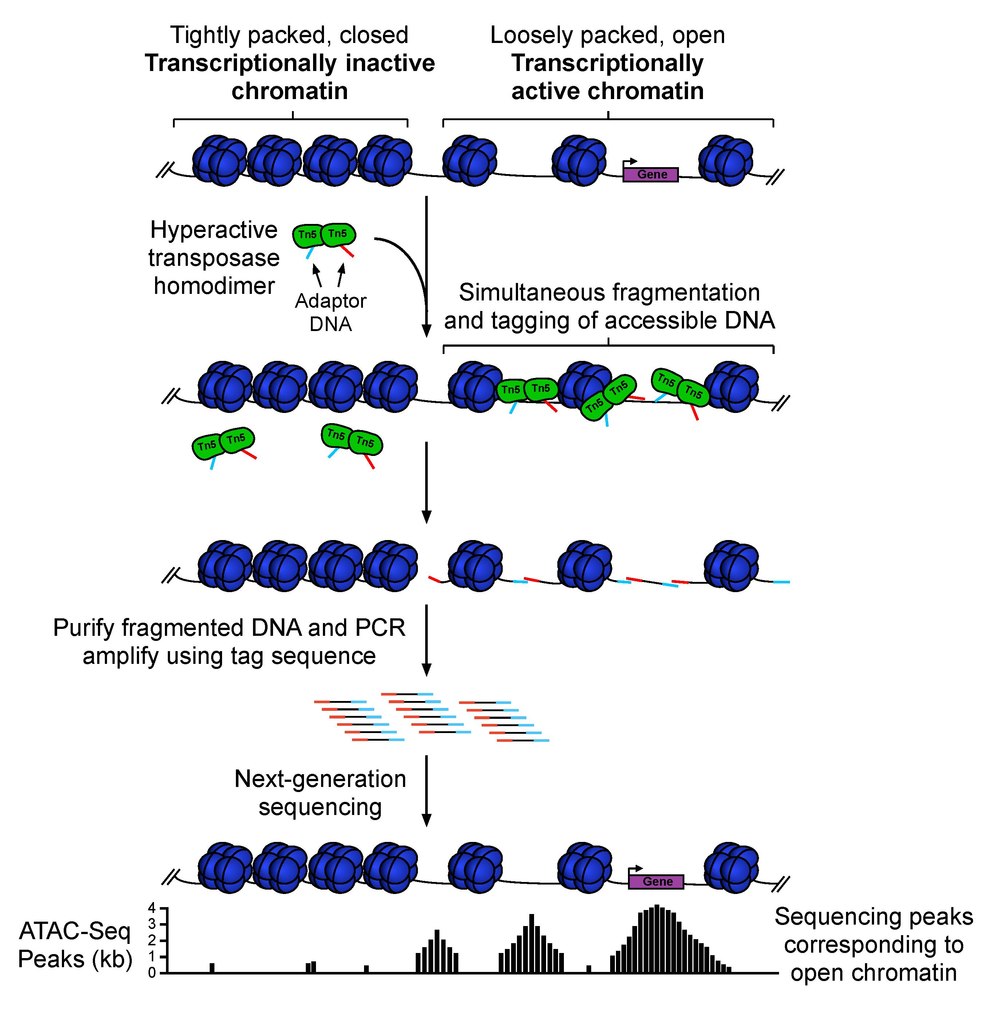 Tightly packed, closed
Transcriptionally inactive
chromatin
Loosely packed, open
Transcriptionally
active chromatin
Gene
Hyperactive
transposase
homodimer
Tn5 Tn5
Adaptor
DNA
Simultaneous fragmentation
and tagging of accessible DNA
Tn5 Tn5
Tn5 Tn5
Tn5 Tn5
Tn5 Tn5
Tn5 Tn5
Purify fragmented DNA and PCR
amplify using tag sequence
Next-generation
sequencing
Gene
ATAC-Seq
Peaks (kb)
4
3
2
1
0
Sequencing peaks
corresponding to
open chromatin